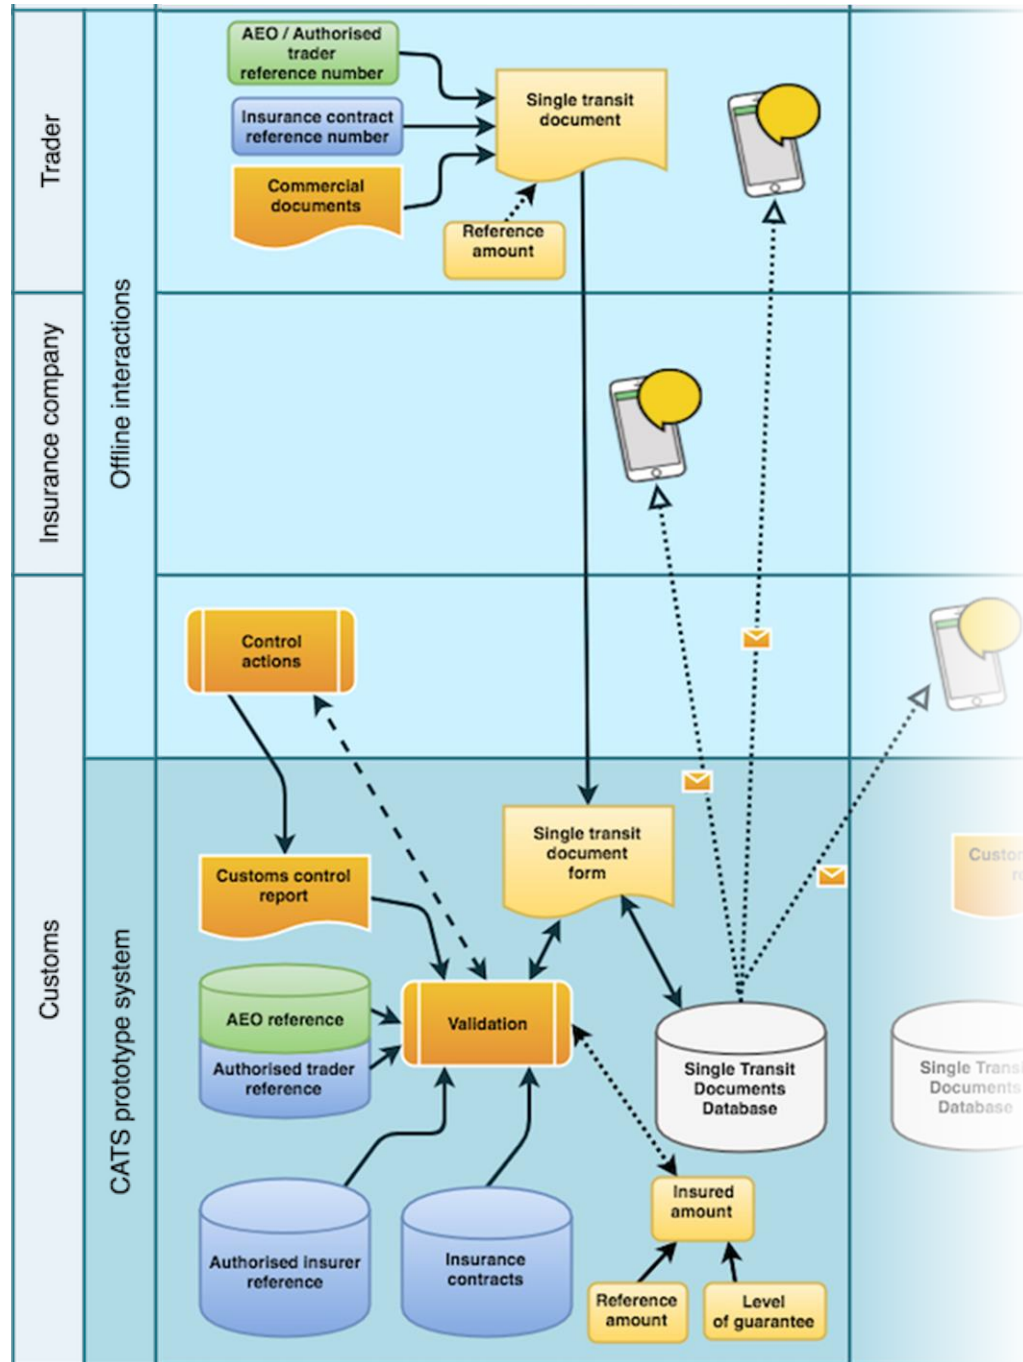 Trader
Insurance company
Customs
Offline interactions
CATS prototype system
AEO / Authorised
trader
reference number
Insurance contract
reference number
Commercial
documents
Single transit
document
Reference
amount
Control
actions
Customs control
report
Single transit
document
form
AEO reference
Authorised trader
reference
Validation
Single Transit
Documents
Database
Authorised insurer
reference
Insurance
contracts
Insured
amount
Reference
amount
Level
of guarantee
Single Transi
Documents
Database